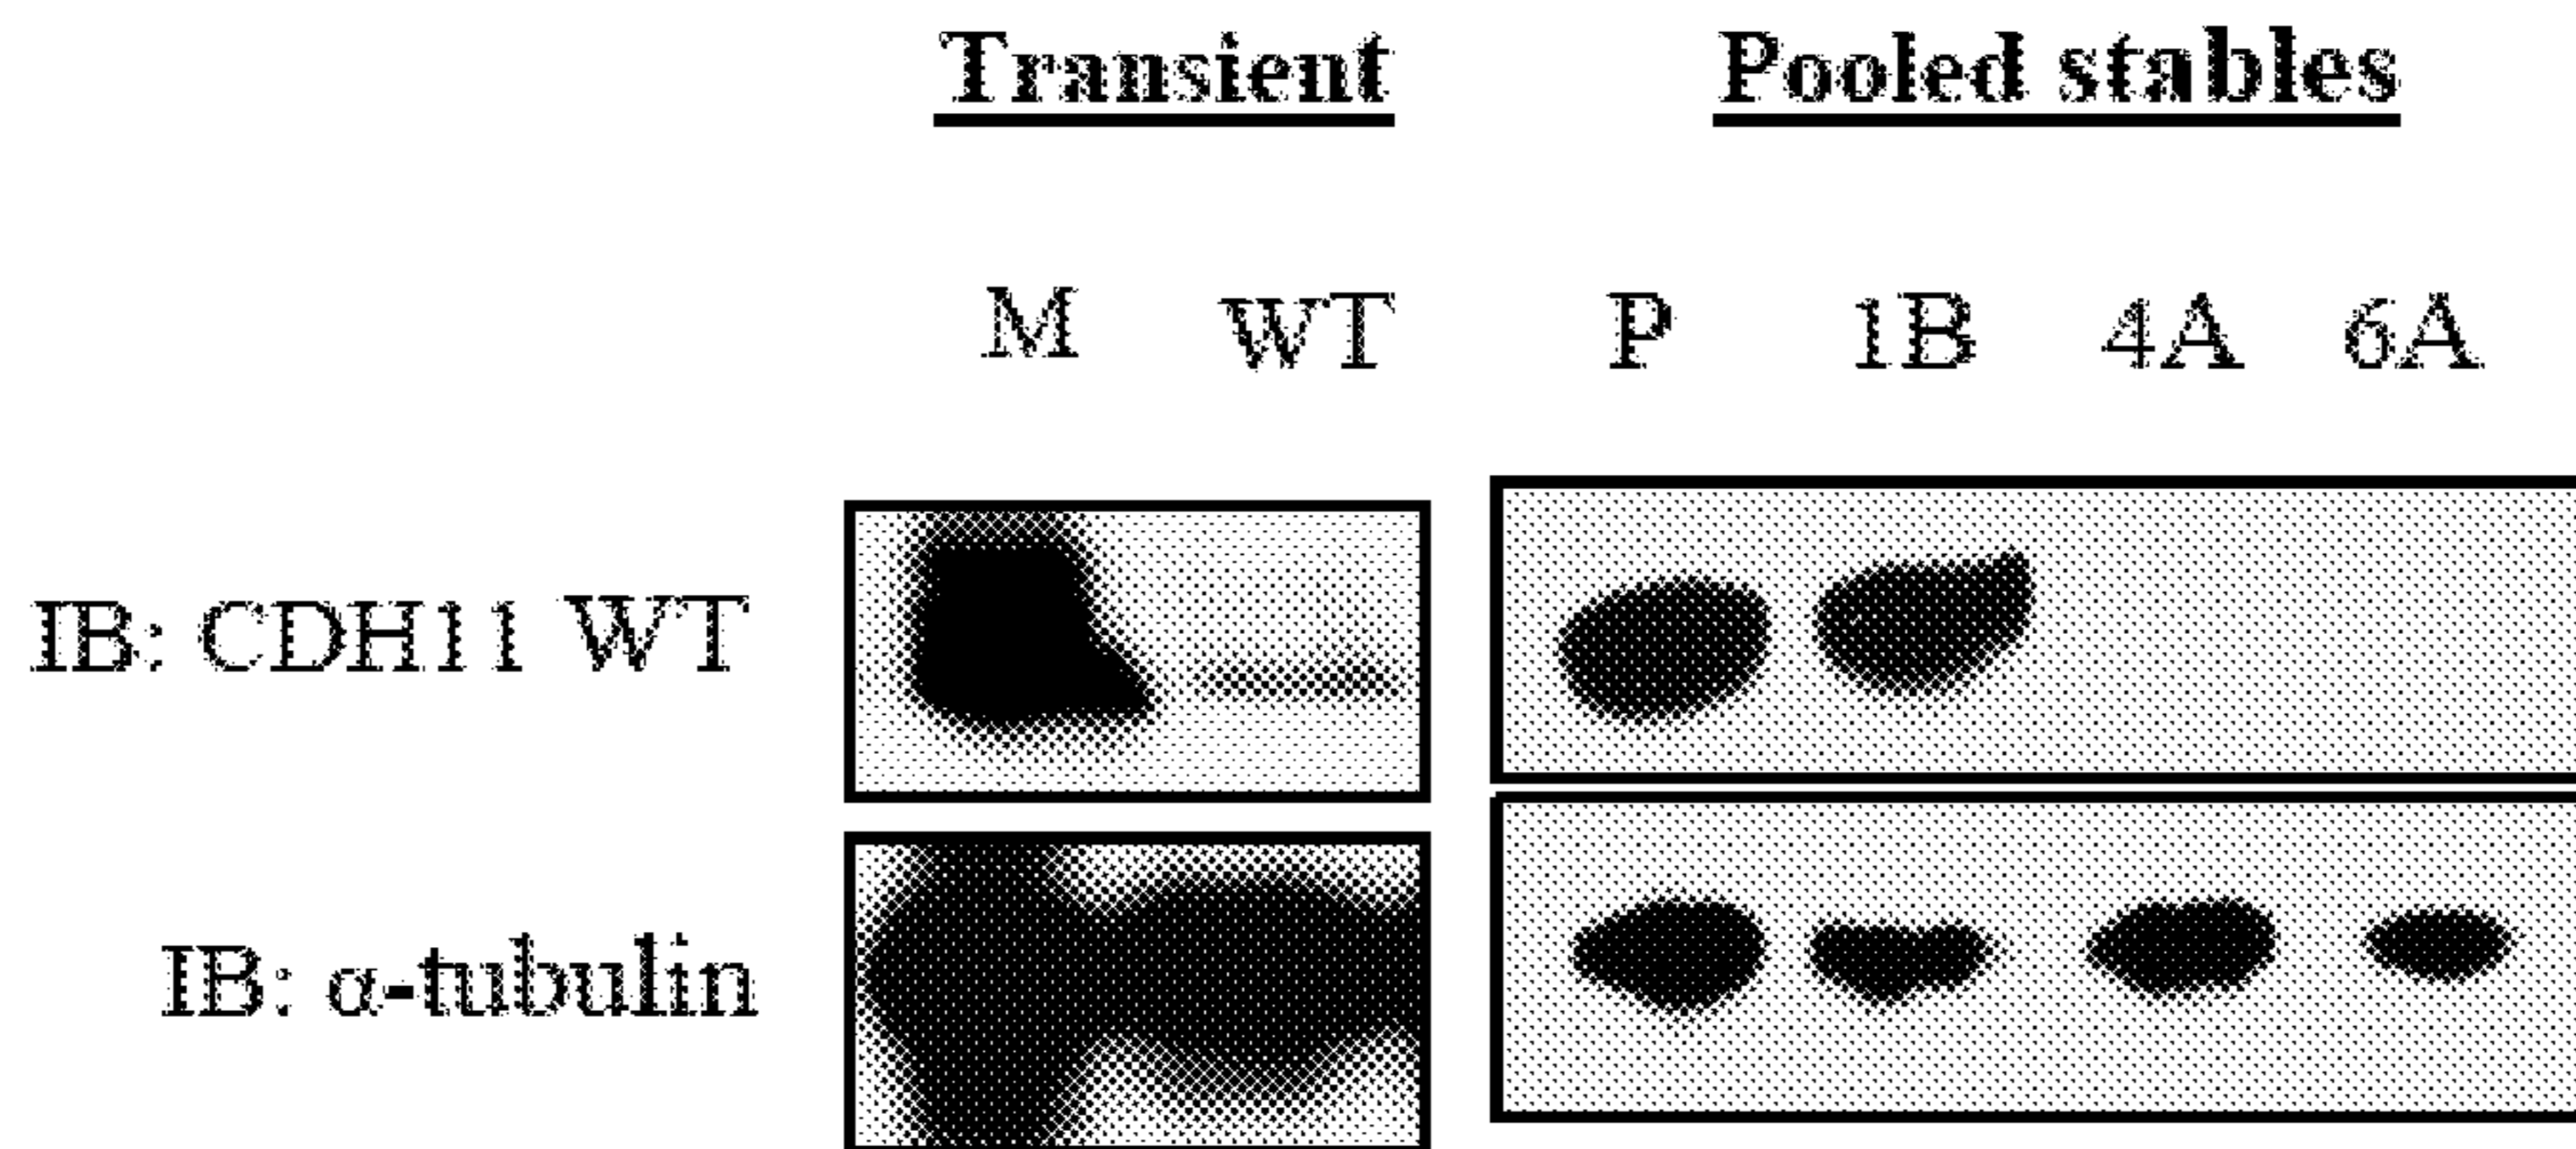 Transient Pooled stables
M WT P 1B 4A 6A
IB: CDH11 WT
IB: α-tubulin